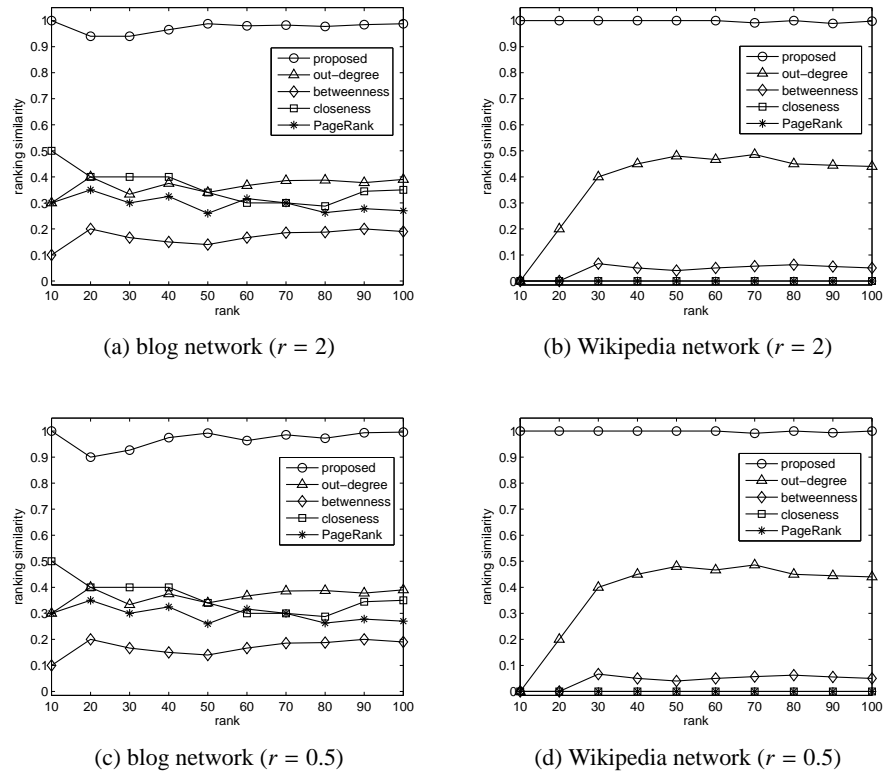 1
0.9
0.8
0.7
0.6
0.5
0.4
0.3
0.2
0.1
0
ranking similarity
proposed
out−degree
betweenness
closeness
PageRank
10 20 30 40 50 60 70 80 90 100
rank
(a) blog network (r = 2)
1
0.9
0.8
0.7
0.6
0.5
0.4
0.3
0.2
0.1
0
ranking similarity
proposed
out−degree
betweenness
closeness
PageRank
10 20 30 40 50 60 70 80 90 100
rank
(b) Wikipedia network (r = 2)
1
0.9
0.8
0.7
0.6
0.5
0.4
0.3
0.2
0.1
0
ranking similarity
proposed
out−degree
betwenness
closeness
PageRank
10 20 30 40 50 60 70 80 90 100
rank
(c) blog network (r = 0.5)
1
0.9
0.8
0.7
0.6
0.5
0.4
0.3
0.2
0.1
0
ranking similarity
proposed
out−degree
betweenness
closeness
PageRank
10 20 30 40 50 60 70 80 90 100
rank
(d) Wikipedia network (r = 0.5)